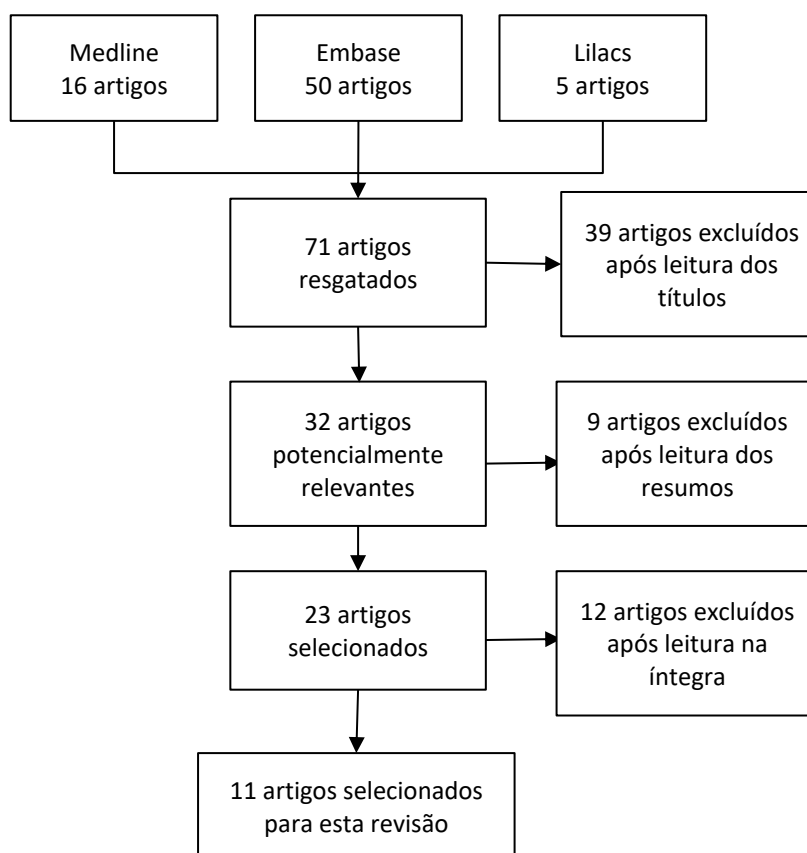 Medline
16 artigos
Embase
50 artigos
Lilacs
5 artigos
71 artigos
resgatados
39 artigos excluídos
após leitura dos
títulos
32 artigos
potencialmente
relevantes
9 artigos excluídos
após leitura dos
resumos
23 artigos
selecionados
12 artigos excluídos
após leitura na
íntegra
11 artigos selecionados
para esta revisão